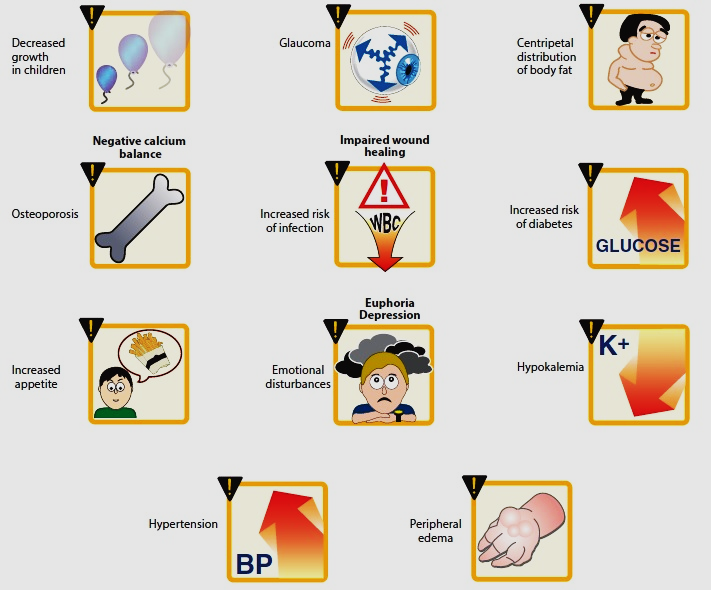 Decreased
growth
in children
!
Glaucoma
!
Centripetal
distribution
of body fat
!
Negative calcium
balance
Osteoporosis
!
Impaired wound
healing
Increased risk
of infection
!
!
WBC
Increased risk
of diabetes
!
GLUCOSE
Increased
appetite
!
Euphoria
Depression
Emotional
disturbances
!
Hypokalemia
!
K+
Hypertension
!
BP
Peripheral
edema
!